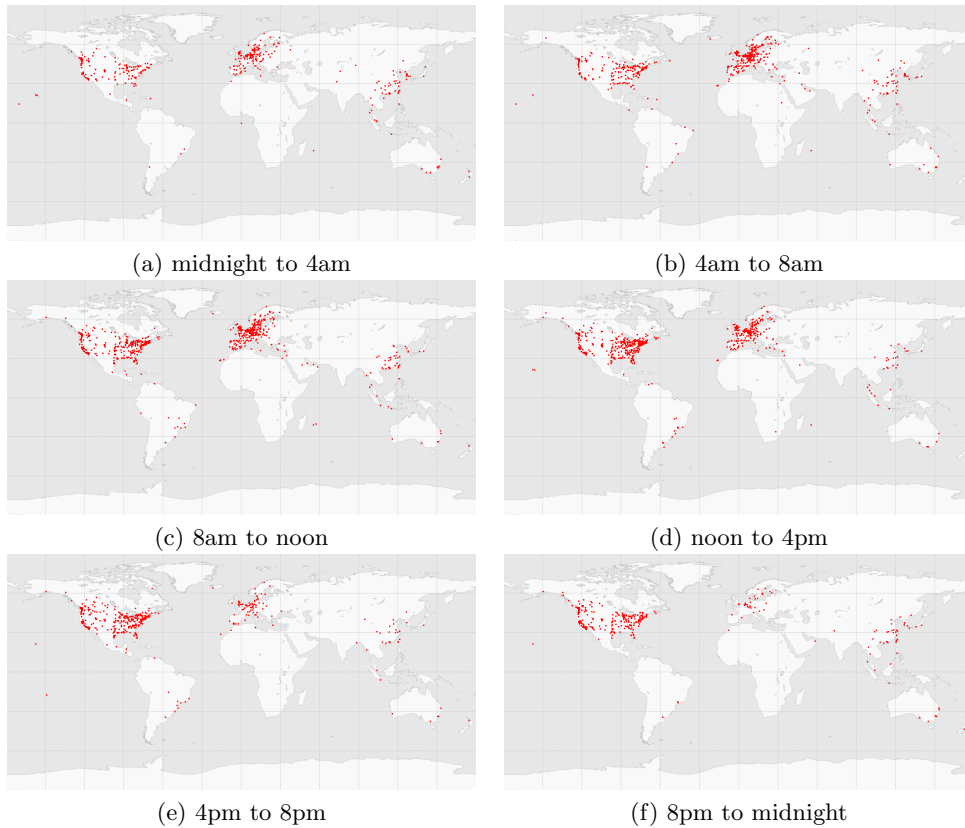 (a) midnight to 4am
(b) 4am to 8am
(c) 8am to noon
(d) noon to 4pm
(e) 4pm to 8pm
(f) 8pm to midnight